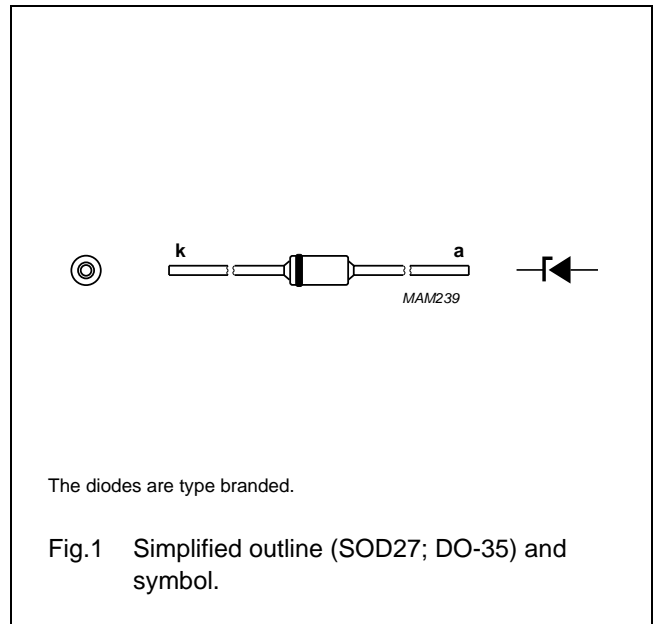 k
a
MAM239
The diodes are type branded.
Fig.1 Simplified outline (SOD27; DO-35) and
symbol.